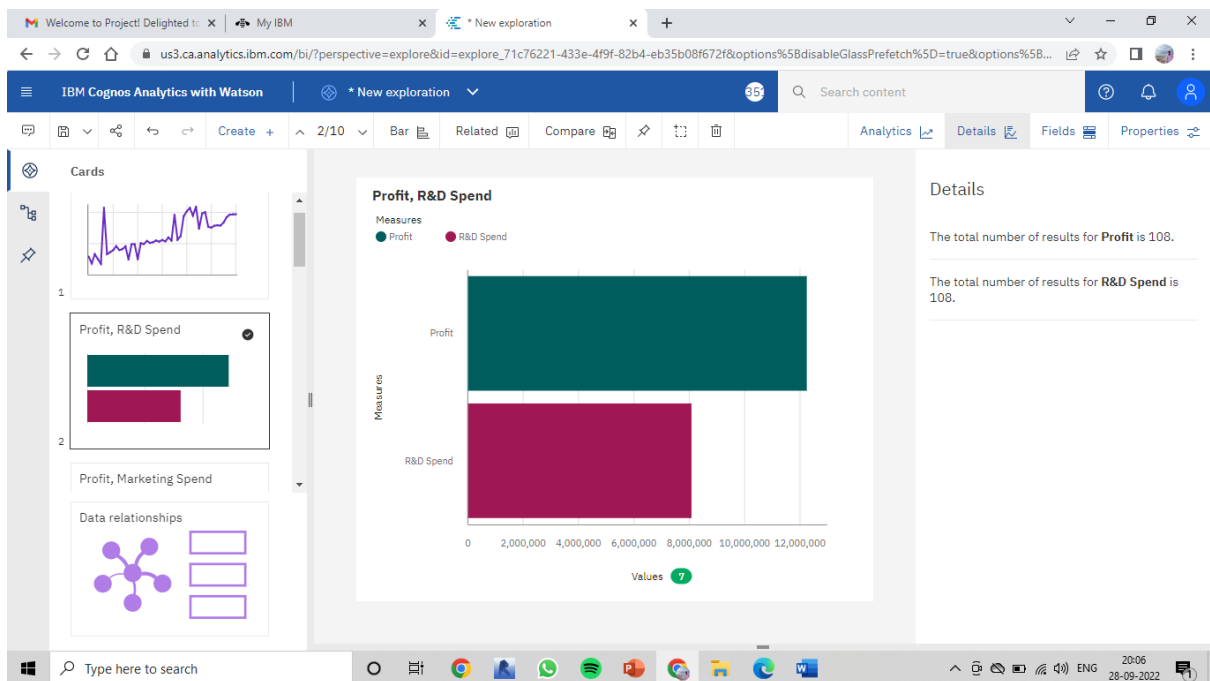 Welcome to Project! Delighted to
My IBM
* New exploration
us3.ca.analytics.ibm.com/bi/?perspective=explore&id=explore_71c76221-433e-4f9f-82b4-eb35b08f672f&options%5BdisableGlassPrefetch%5D=true&options%5B...
IBM Cognos Analytics with Watson
* New exploration
Search content
Create +
2/10
Bar
Related
Compare
Analytics
Details
Fields
Properties
Cards
1
Profit, R&D Spend
2
Profit, Marketing Spend
Data relationships
Profit, R&D Spend
Measures
Profit
R&D Spend
Profit
R&D Spend
Measures
0 2,000,000 4,000,000 6,000,000 8,000,000 10,000,000 12,000,000
Values 7
Details
The total number of results for Profit is 108.
The total number of results for R&D Spend is
108.
Type here to search
ENG
20:06
28-09-2022